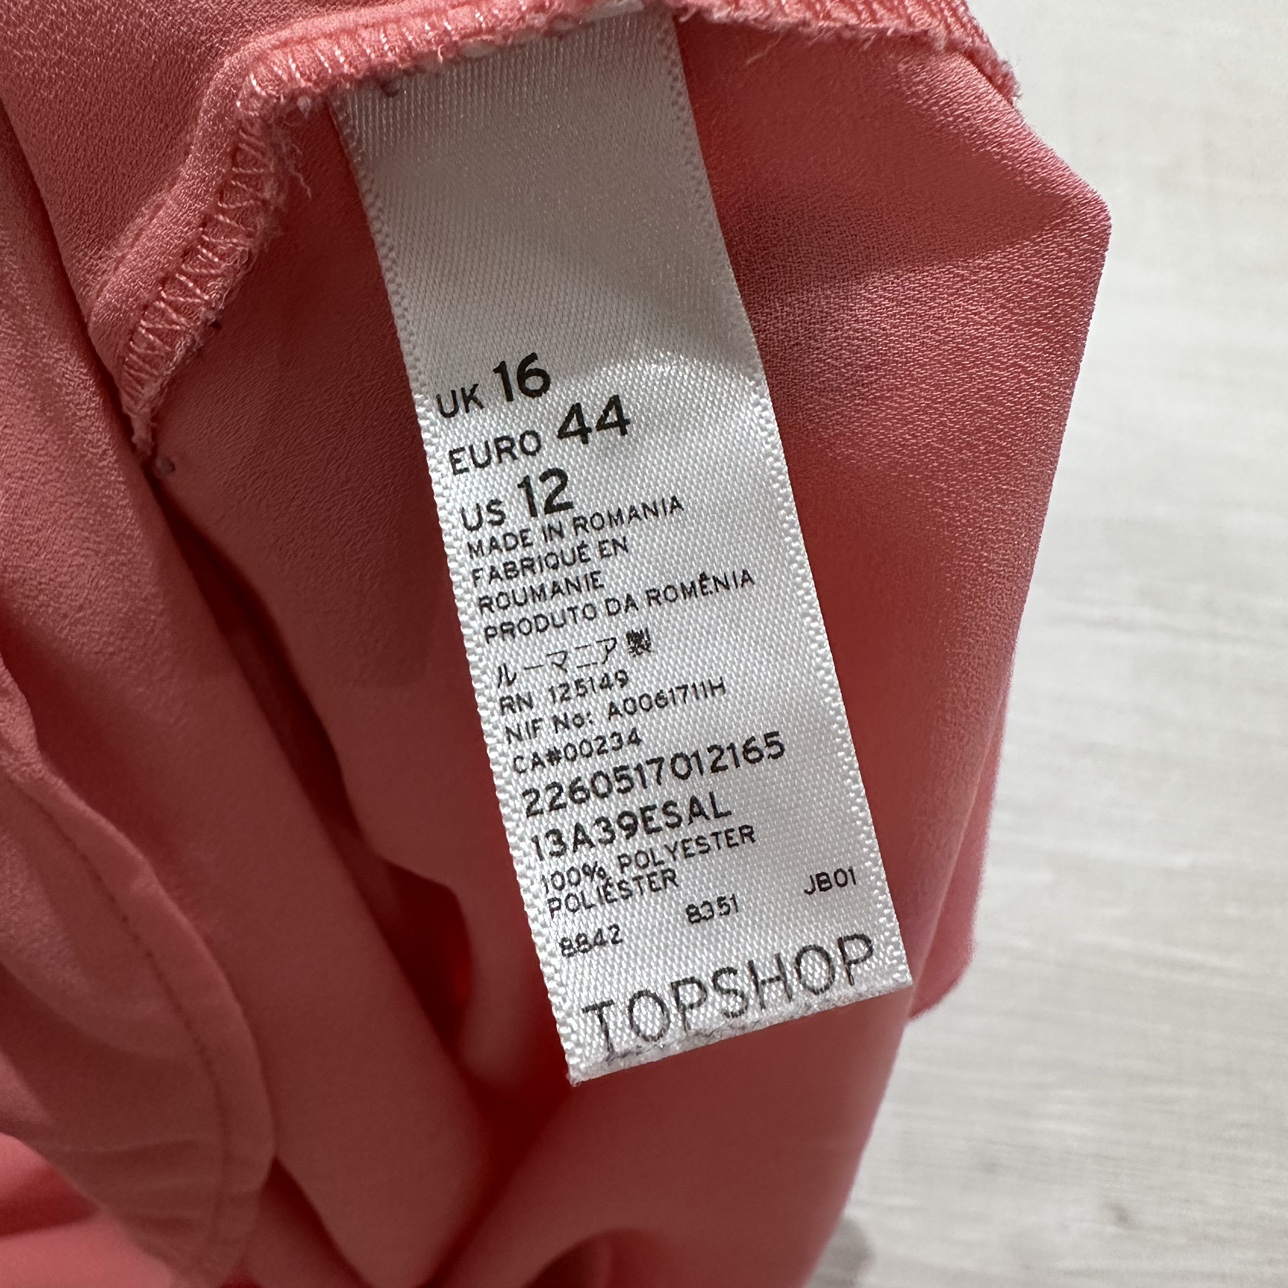 UK 16
EURO 44
US 12
MADE IN ROMANIA
FABRIQUÉ EN
ROUMANIE
PRODUTO DA ROMÊNIA
ルーマニア製
RN 125149
NIF No: A0061711H
CA#00234
2260517012165
13A39ESAL
100% POLYESTER
POLIÉSTER
8842 8351 JB01
TOPSHOP